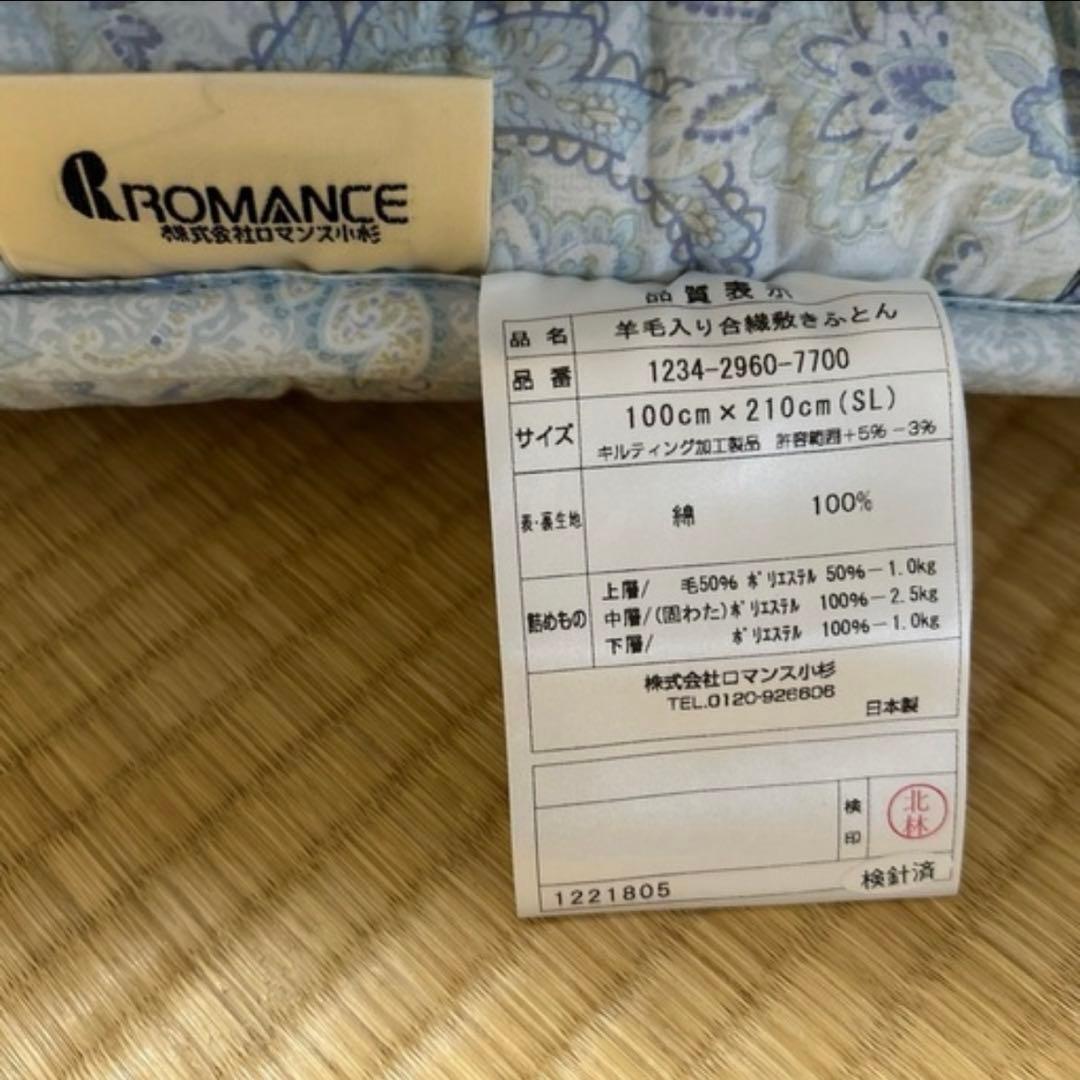 ROMANCE
株式会社ロマンス小杉
品質表示
品名 羊毛入り合繊敷きふとん
品番 1234-2960-7700
サイズ 100cm×210cm(SL)
キルティング加工製品 許容範囲+5% -3%
表・裏生地 綿 100%
詰めもの 上層/ 毛50% ポリエステル 50%-1.0kg
中層/(固わた)ポリエステル 100%-2.5kg
下層/ ポリエステル 100%-1.0kg
株式会社ロマンス小杉
TEL.0120-926606
日本製
検印
北林
検針済
1221805